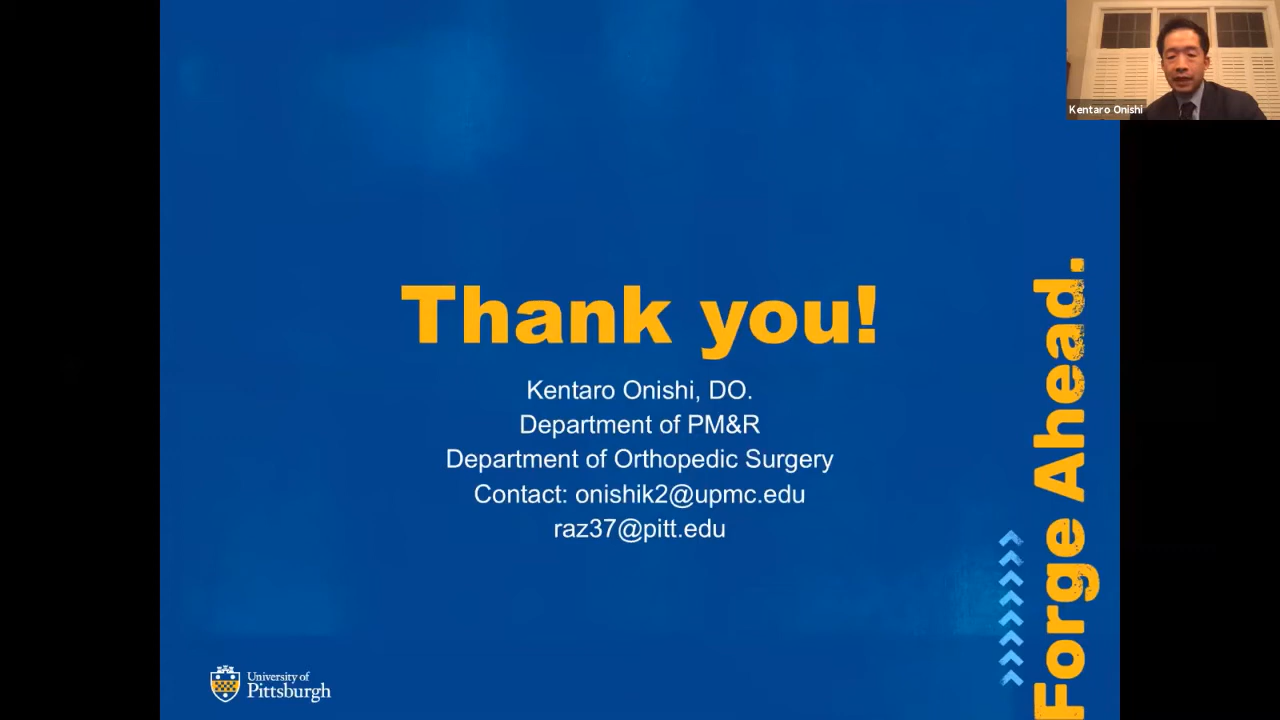 Kentaro Onishi
Thank you!
Kentaro Onishi, DO.
Department of PM&R
Department of Orthopedic Surgery
Contact: onishik2@upmc.edu
raz37@pitt.edu
Forge Ahead.
University of
Pittsburgh